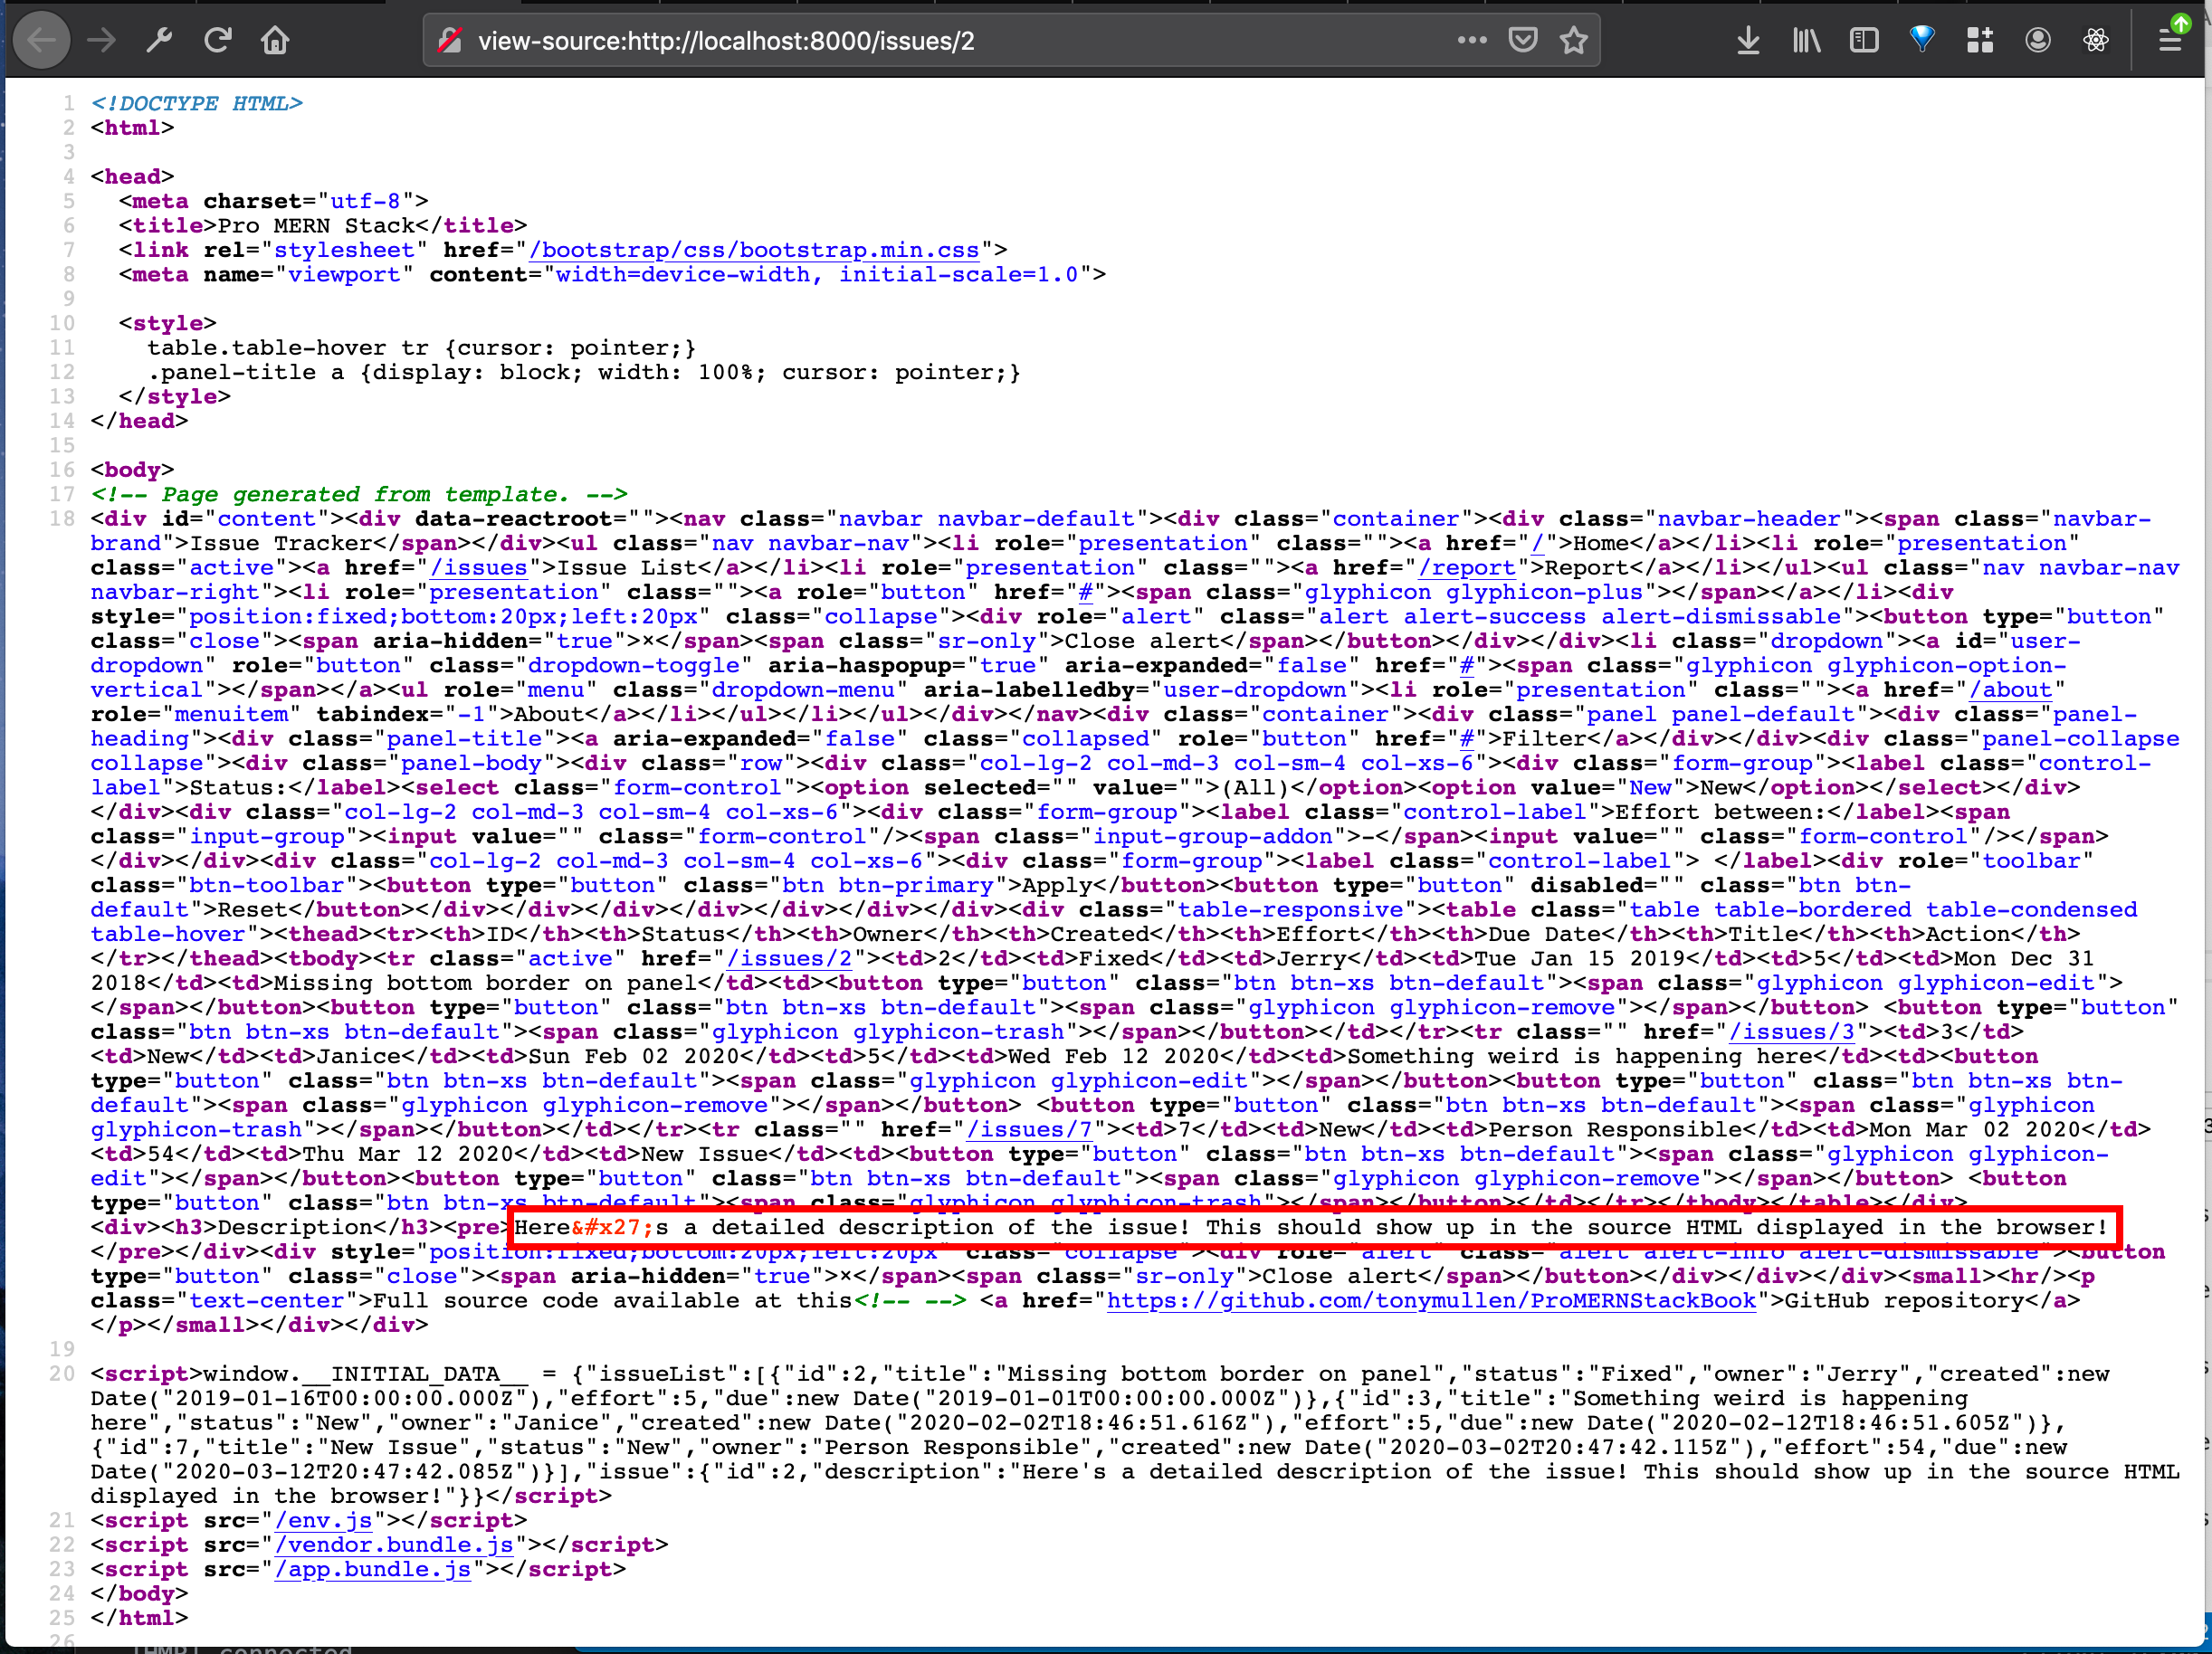 view-source:http://localhost:8000/issues/2
1 <!DOCTYPE HTML>
2 <html>
3
4 <head>
5   <meta charset="utf-8">
6   <title>Pro MERN Stack</title>
7   <link rel="stylesheet" href="/bootstrap/css/bootstrap.min.css">
8   <meta name="viewport" content="width=device-width, initial-scale=1.0">
9
10   <style>
11     table.table-hover tr {cursor: pointer;}
12     .panel-title a {display: block; width: 100%; cursor: pointer;}
13   </style>
14 </head>
15
16 <body>
17 <!-- Page generated from template. -->
18 <div id="content"><div data-reactroot=""><nav class="navbar navbar-default"><div class="container"><div class="navbar-header"><span class="navbar-
brand">Issue Tracker</span></div><ul class="nav navbar-nav"><li role="presentation" class=""><a href="/">Home</a></li><li role="presentation"
class="active"><a href="/issues">Issue List</a></li><li role="presentation" class=""><a href="/report">Report</a></li></ul><ul class="nav navbar-nav
navbar-right"><li role="presentation" class=""><a role="button" href="#"><span class="glyphicon glyphicon-plus"></span></a></li><div
style="position:fixed;bottom:20px;left:20px" class="collapse"><div role="alert" class="alert alert-success alert-dismissable"><button type="button"
class="close"><span aria-hidden="true">×</span><span class="sr-only">Close alert</span></button></div></div><li class="dropdown"><a id="user-
dropdown" role="button" class="dropdown-toggle" aria-haspopup="true" aria-expanded="false" href="#"><span class="glyphicon glyphicon-option-
vertical"></span></a><ul role="menu" class="dropdown-menu" aria-labelledby="user-dropdown"><li role="presentation" class=""><a href="/about"
role="menuitem" tabindex="-1">About</a></li></ul></li></ul></div></nav><div class="container"><div class="panel panel-default"><div class="panel-
heading"><div class="panel-title"><a aria-expanded="false" class="collapsed" role="button" href="#">Filter</a></div></div><div class="panel-collapse
collapse"><div class="panel-body"><div class="row"><div class="col-lg-2 col-md-3 col-sm-4 col-xs-6"><div class="form-group"><label class="control-
label">Status:</label><select class="form-control"><option selected="" value="">(All)</option><option value="New">New</option></select></div>
</div><div class="col-lg-2 col-md-3 col-sm-4 col-xs-6"><div class="form-group"><label class="control-label">Effort between:</label><span
class="input-group"><input value="" class="form-control"/><span class="input-group-addon">-</span><input value="" class="form-control"/></span>
</div></div><div class="col-lg-2 col-md-3 col-sm-4 col-xs-6"><div class="form-group"><label class="control-label"> </label><div role="toolbar"
class="btn-toolbar"><button type="button" class="btn btn-primary">Apply</button><button type="button" disabled="" class="btn btn-
default">Reset</button></div></div></div></div></div></div></div><div class="table-responsive"><table class="table table-bordered table-condensed
table-hover"><thead><tr><th>ID</th><th>Status</th><th>Owner</th><th>Created</th><th>Effort</th><th>Due Date</th><th>Title</th><th>Action</th>
</tr></thead><tbody><tr class="active" href="/issues/2"><td>2</td><td>Fixed</td><td>Jerry</td><td>Tue Jan 15 2019</td><td>5</td><td>Mon Dec 31
2018</td><td>Missing bottom border on panel</td><td><button type="button" class="btn btn-xs btn-default"><span class="glyphicon glyphicon-edit">
</span></button><button type="button" class="btn btn-xs btn-default"><span class="glyphicon glyphicon-remove"></span></button> <button type="button"
class="btn btn-xs btn-default"><span class="glyphicon glyphicon-trash"></span></button></td></tr><tr class="" href="/issues/3"><td>3</td>
<td>New</td><td>Janice</td><td>Sun Feb 02 2020</td><td>5</td><td>Wed Feb 12 2020</td><td>Something weird is happening here</td><td><button
type="button" class="btn btn-xs btn-default"><span class="glyphicon glyphicon-edit"></span></button><button type="button" class="btn btn-xs btn-
default"><span class="glyphicon glyphicon-remove"></span></button> <button type="button" class="btn btn-xs btn-default"><span class="glyphicon
glyphicon-trash"></span></button></td></tr><tr class="" href="/issues/7"><td>7</td><td>New</td><td>Person Responsible</td><td>Mon Mar 02 2020</td>
<td>54</td><td>Thu Mar 12 2020</td><td>New Issue</td><td><button type="button" class="btn btn-xs btn-default"><span class="glyphicon glyphicon-
edit"></span></button><button type="button" class="btn btn-xs btn-default"><span class="glyphicon glyphicon-remove"></span></button> <button
type="button" class="btn btn-xs btn-default"><span class="glyphicon glyphicon-trash"></span></button></td></tr></tbody></table></div>
<div><h3>Description</h3><pre>Here&#x27;s a detailed description of the issue! This should show up in the source HTML displayed in the browser!
</pre></div><div style="position:fixed;bottom:20px;left:20px" class="collapse"><div role="alert" class="alert alert-info alert-dismissable"><button
type="button" class="close"><span aria-hidden="true">×</span><span class="sr-only">Close alert</span></button></div></div></div><small><hr/><p
class="text-center">Full source code available at this<!-- --> <a href="https://github.com/tonymullen/ProMERNStackBook">GitHub repository</a>
</p></small></div></div>
19
20 <script>window.__INITIAL_DATA__ = {"issueList":[{"id":2,"title":"Missing bottom border on panel","status":"Fixed","owner":"Jerry","created":new
Date("2019-01-16T00:00:00.000Z"),"effort":5,"due":new Date("2019-01-01T00:00:00.000Z")},{"id":3,"title":"Something weird is happening
here","status":"New","owner":"Janice","created":new Date("2020-02-02T18:46:51.616Z"),"effort":5,"due":new Date("2020-02-12T18:46:51.605Z")},
{"id":7,"title":"New Issue","status":"New","owner":"Person Responsible","created":new Date("2020-03-02T20:47:42.115Z"),"effort":54,"due":new
Date("2020-03-12T20:47:42.085Z")}],"issue":{"id":2,"description":"Here's a detailed description of the issue! This should show up in the source HTML
displayed in the browser!"}}</script>
21 <script src="/env.js"></script>
22 <script src="/vendor.bundle.js"></script>
23 <script src="/app.bundle.js"></script>
24 </body>
25 </html>
26